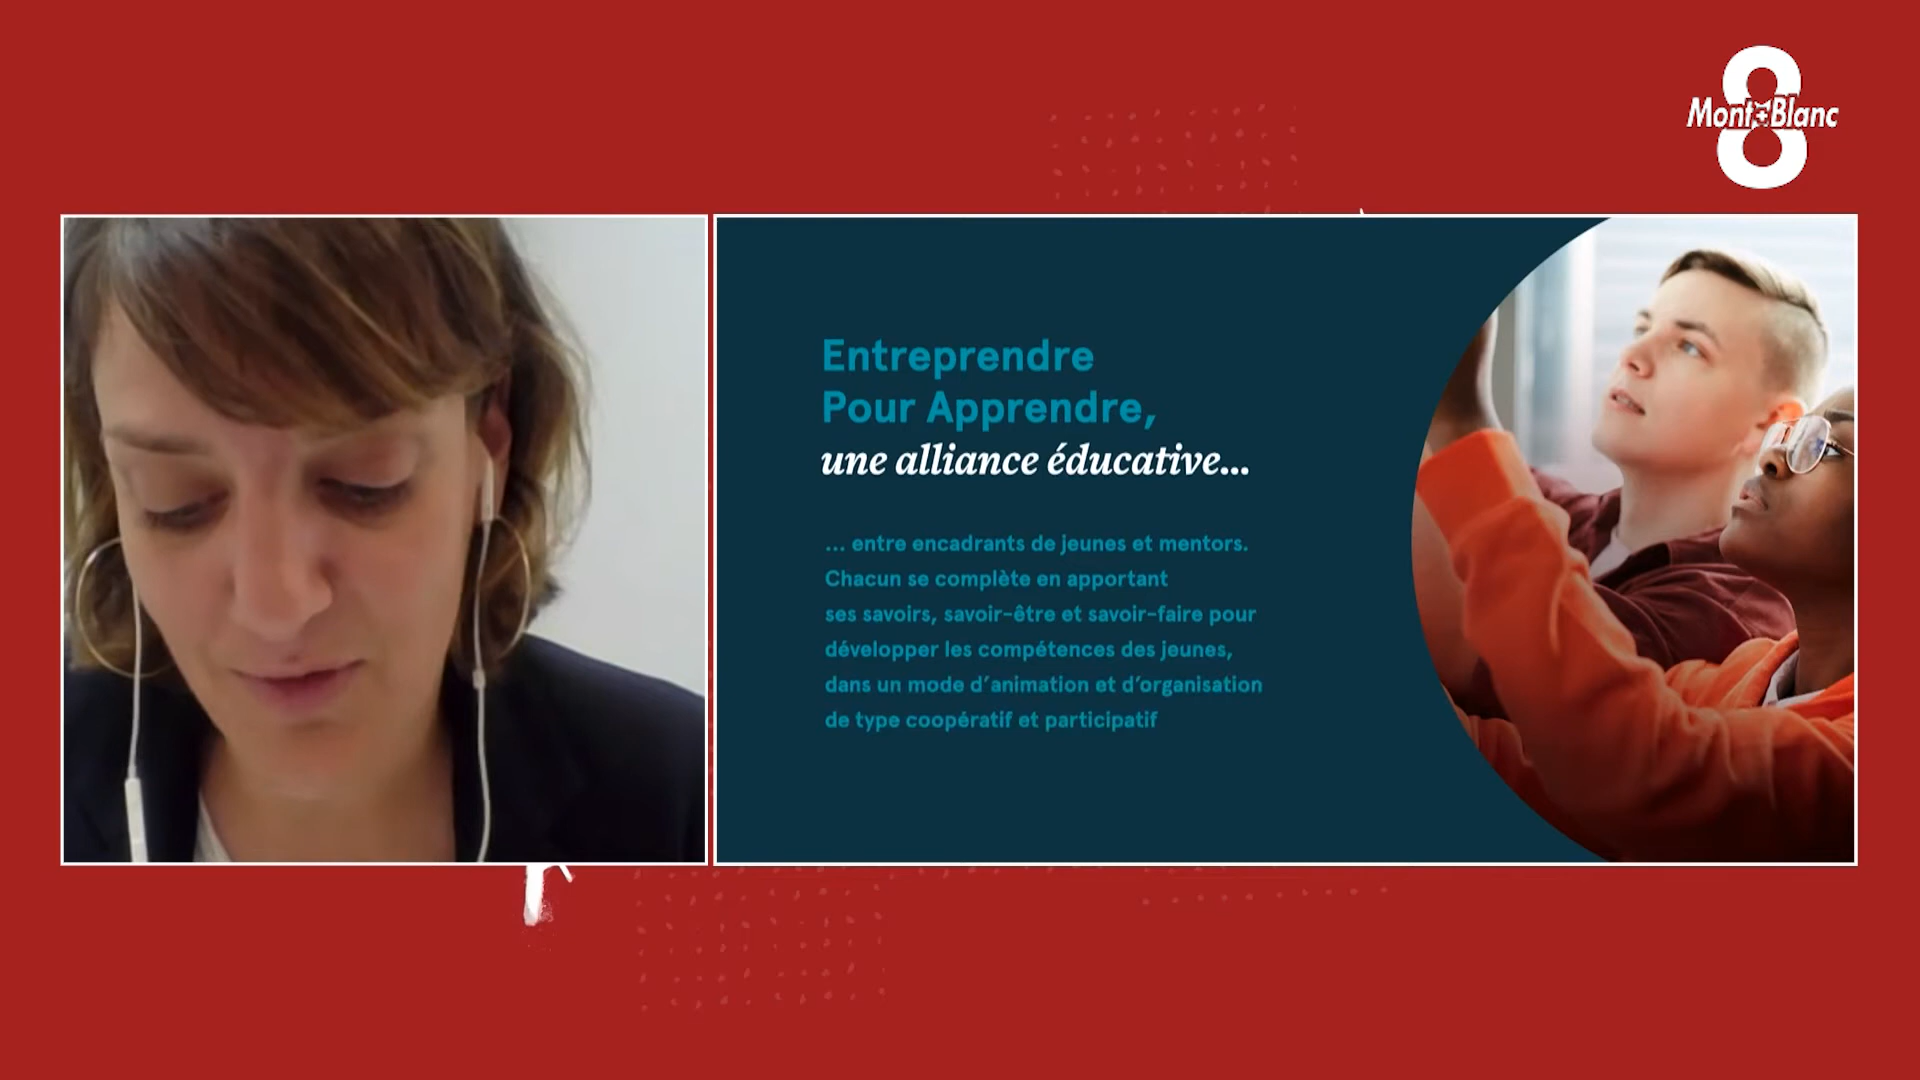 8
Mont Blanc
Entreprendre
Pour Apprendre,
une alliance éducative...
... entre encadrants de jeunes et mentors.
Chacun se complète en apportant
ses savoirs, savoir-être et savoir-faire pour
développer les compétences des jeunes,
dans un mode d’animation et d’organisation
de type coopératif et participatif